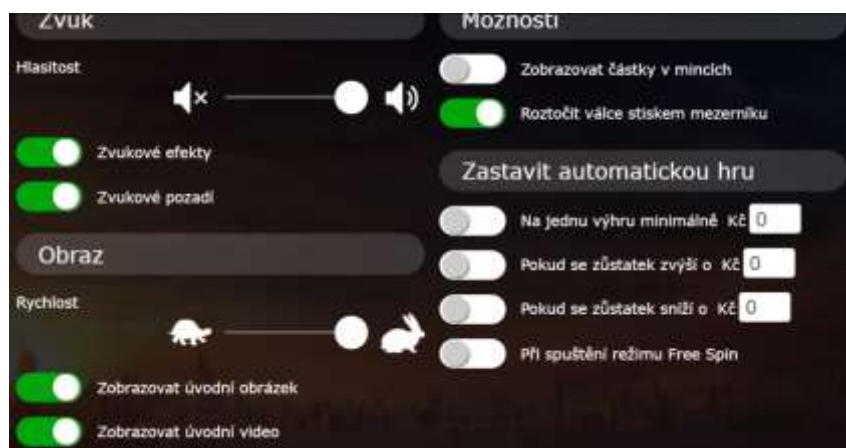 Zvuk
Hlasitost
Zvukové efekty
Zvukové pozadí
Obraz
Rychlost
Zobrazovat úvodní obrázek
Zobrazovat úvodní video
Možnosti
Zobrazovat částky v mincích
Roztočit válce stiskem mezerníku
Zastavit automatickou hru
Na jednu výhru minimálně Kč 0
Pokud se zůstatek zvýší o Kč 0
Pokud se zůstatek sníží o Kč 0
Při spuštění režimu Free Spin